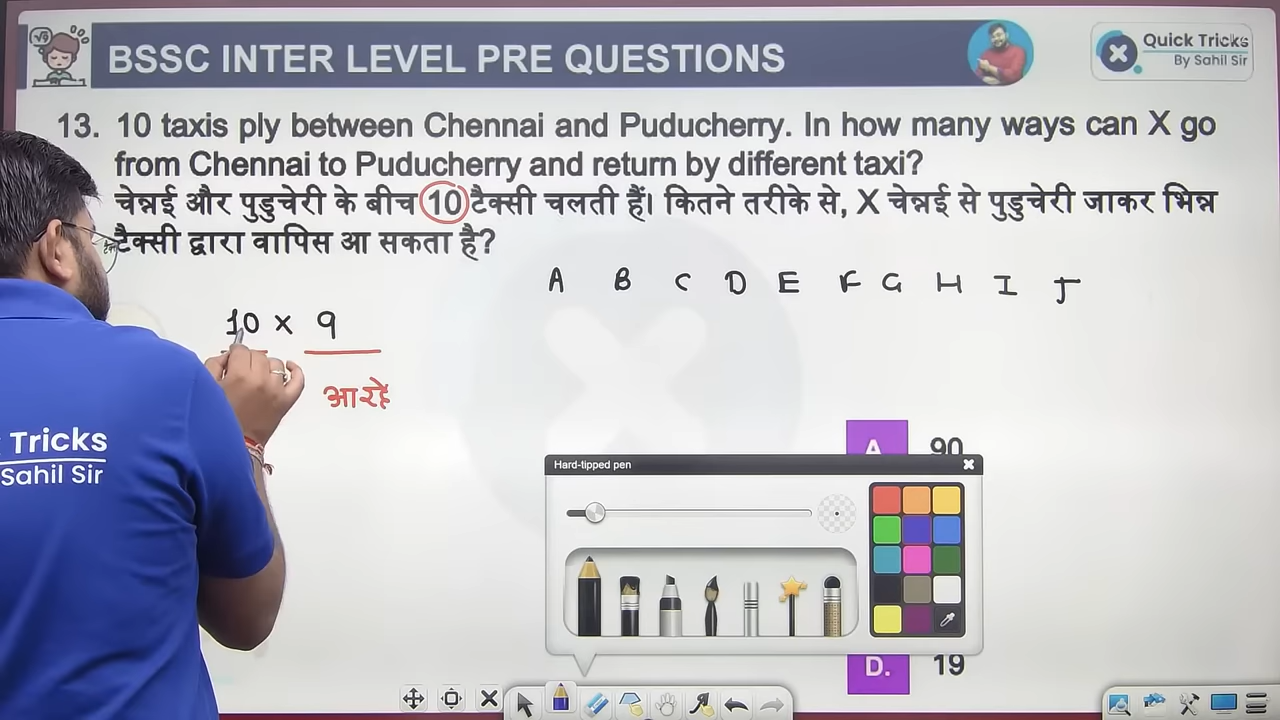 BSSC INTER LEVEL PRE QUESTIONS
Quick Tricks
By Sahil Sir
13. 10 taxis ply between Chennai and Puducherry. In how many ways can X go
from Chennai to Puducherry and return by different taxi?
चेन्नई और पुडुचेरी के बीच 10 टैक्सी चलती हैं। कितने तरीके से, X चेन्नई से पुडुचेरी जाकर भिन्न
टैक्सी द्वारा वापिस आ सकता है?
A B C D E F G H I J
10 × 9
आ रहे
Tricks
Sahil Sir
A. 90
Hard-tipped pen
D. 19